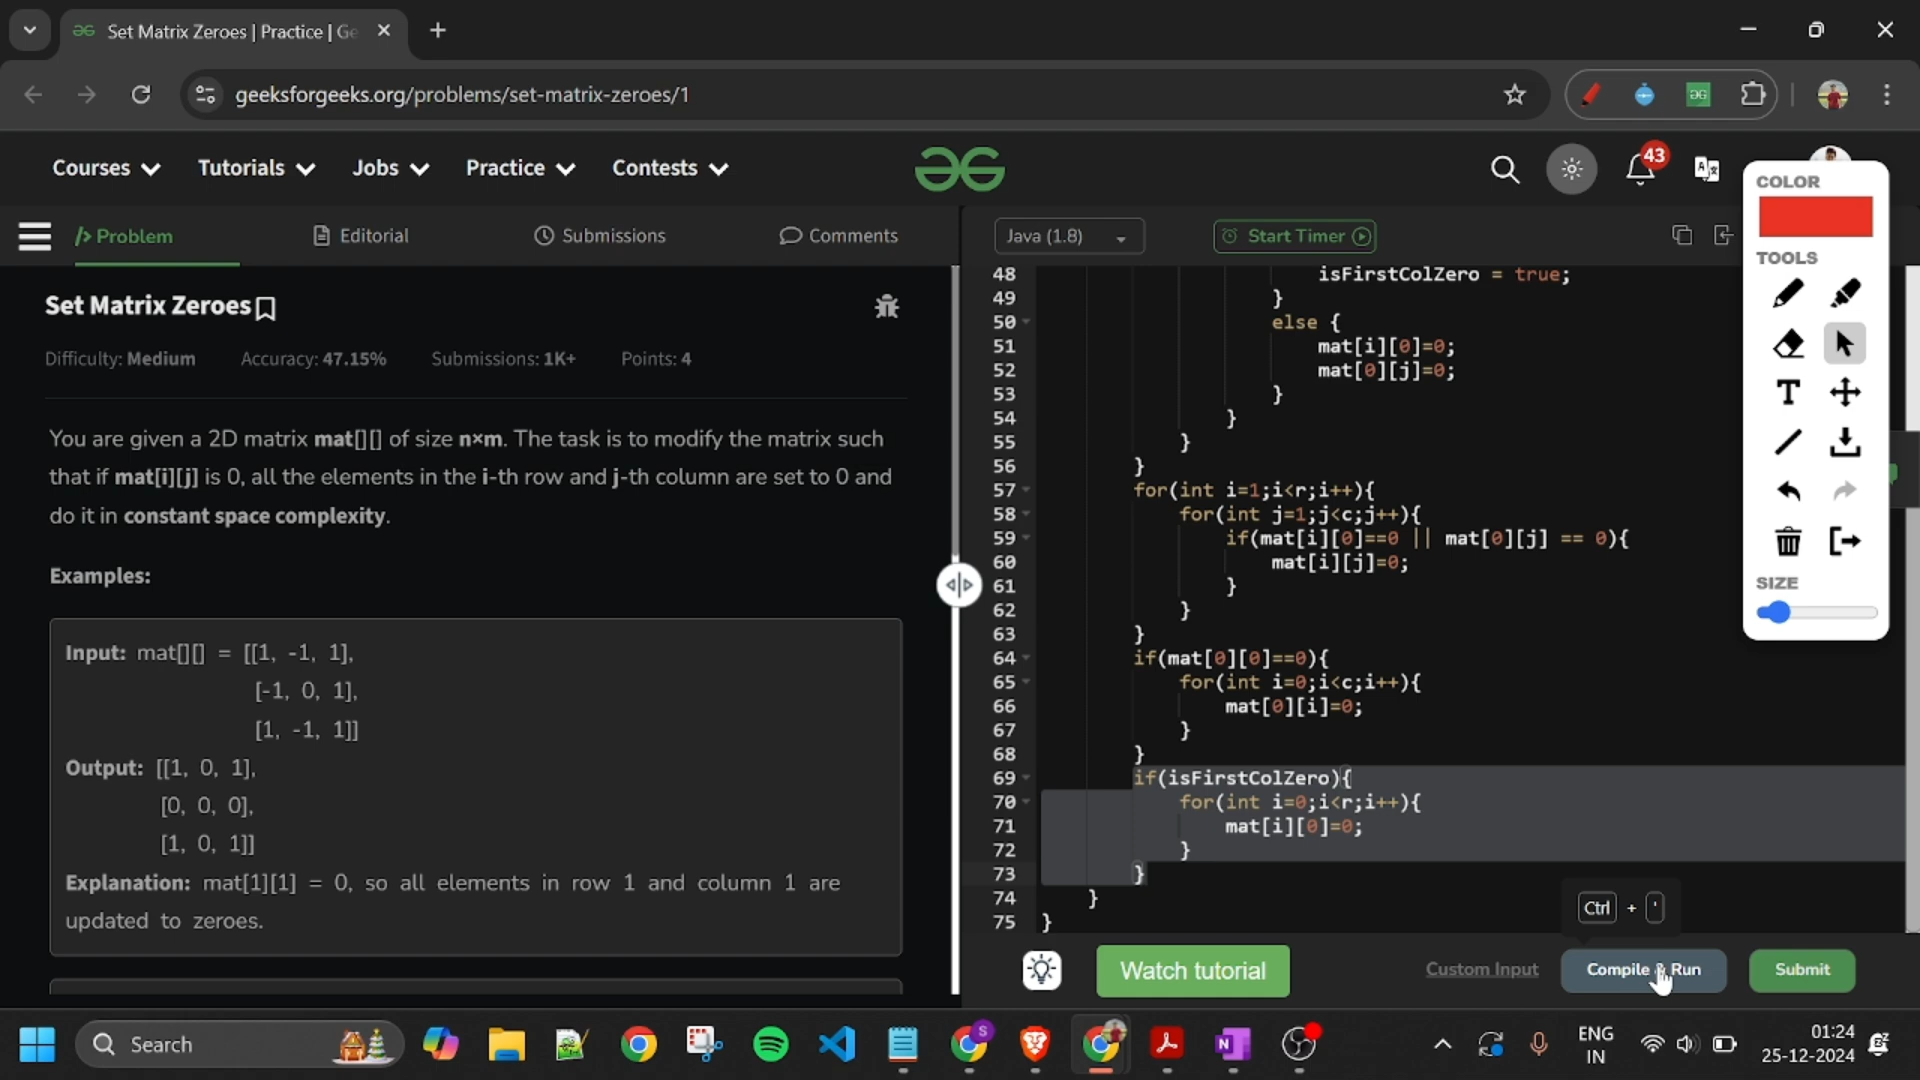 Set Matrix Zeroes | Practice | Ge
geeksforgeeks.org/problems/set-matrix-zeroes/1
Courses Tutorials Jobs Practice Contests
43
COLOR
TOOLS
SIZE
Problem Editorial Submissions Comments
Java (1.8) Start Timer
Set Matrix Zeroes
Difficulty: Medium Accuracy: 47.15% Submissions: 1K+ Points: 4
You are given a 2D matrix mat[][] of size n×m. The task is to modify the matrix such
that if mat[i][j] is 0, all the elements in the i-th row and j-th column are set to 0 and
do it in constant space complexity.
Examples:
Input: mat[][] = [[1, -1, 1],
[-1, 0, 1],
[1, -1, 1]]
Output: [[1, 0, 1],
[0, 0, 0],
[1, 0, 1]]
Explanation: mat[1][1] = 0, so all elements in row 1 and column 1 are
updated to zeroes.
48 isFirstColZero = true;
49 }
50 else {
51 mat[i][0]=0;
52 mat[0][j]=0;
53 }
54 }
55 }
56 }
57 for(int i=1;i<r;i++){
58 for(int j=1;j<c;j++){
59 if(mat[i][0]==0 || mat[0][j] == 0){
60 mat[i][j]=0;
61 }
62 }
63 }
64 if(mat[0][0]==0){
65 for(int i=0;i<c;i++){
66 mat[0][i]=0;
67 }
68 }
69 if(isFirstColZero){
70 for(int i=0;i<r;i++){
71 mat[i][0]=0;
72 }
73 }
74 }
75 }
Ctrl + '
Watch tutorial
Custom Input Compile & Run Submit
Search
ENG
IN
01:24
25-12-2024